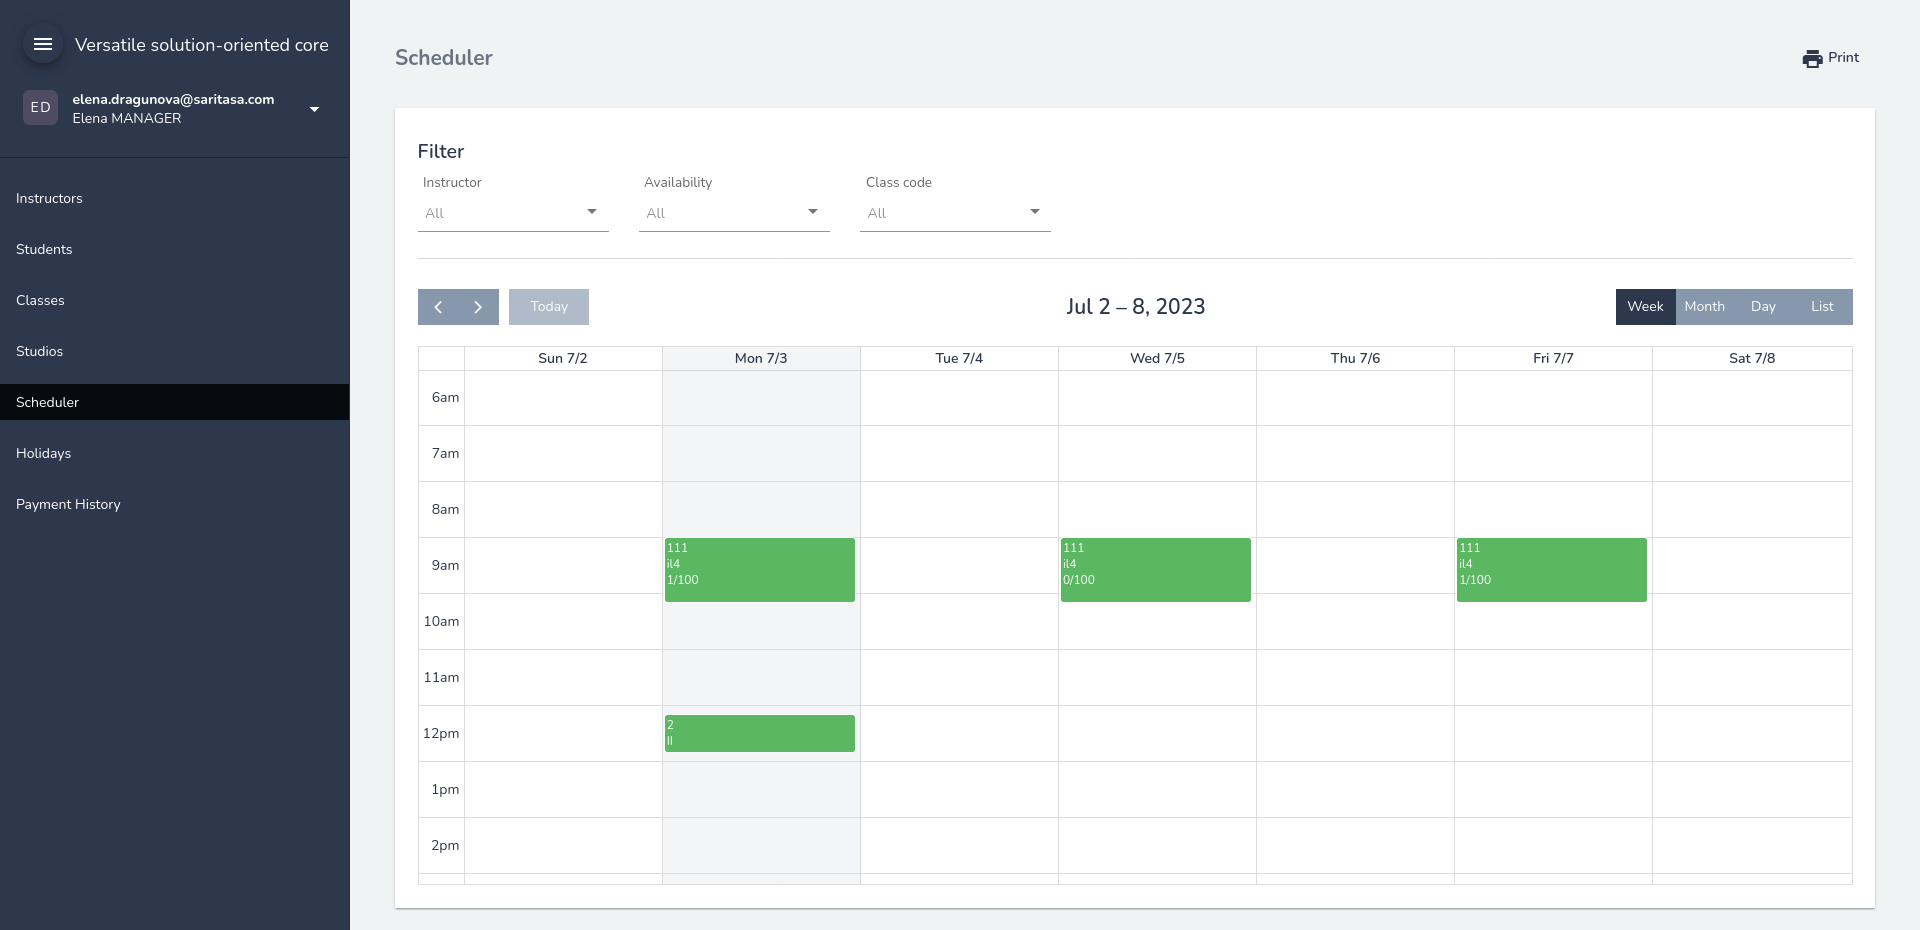 Versatile solution-oriented core
ED
elena.dragunova@saritasa.com
Elena MANAGER
Instructors
Students
Classes
Studios
Scheduler
Holidays
Payment History
Scheduler
Print
Filter
Instructor Availability Class code
All All All
Today
Jul 2 – 8, 2023
Week Month Day List
Sun 7/2 Mon 7/3 Tue 7/4 Wed 7/5 Thu 7/6 Fri 7/7 Sat 7/8
6am
7am
8am
9am
111
il4
1/100
111
il4
0/100
111
il4
1/100
10am
11am
12pm
2
ll
1pm
2pm